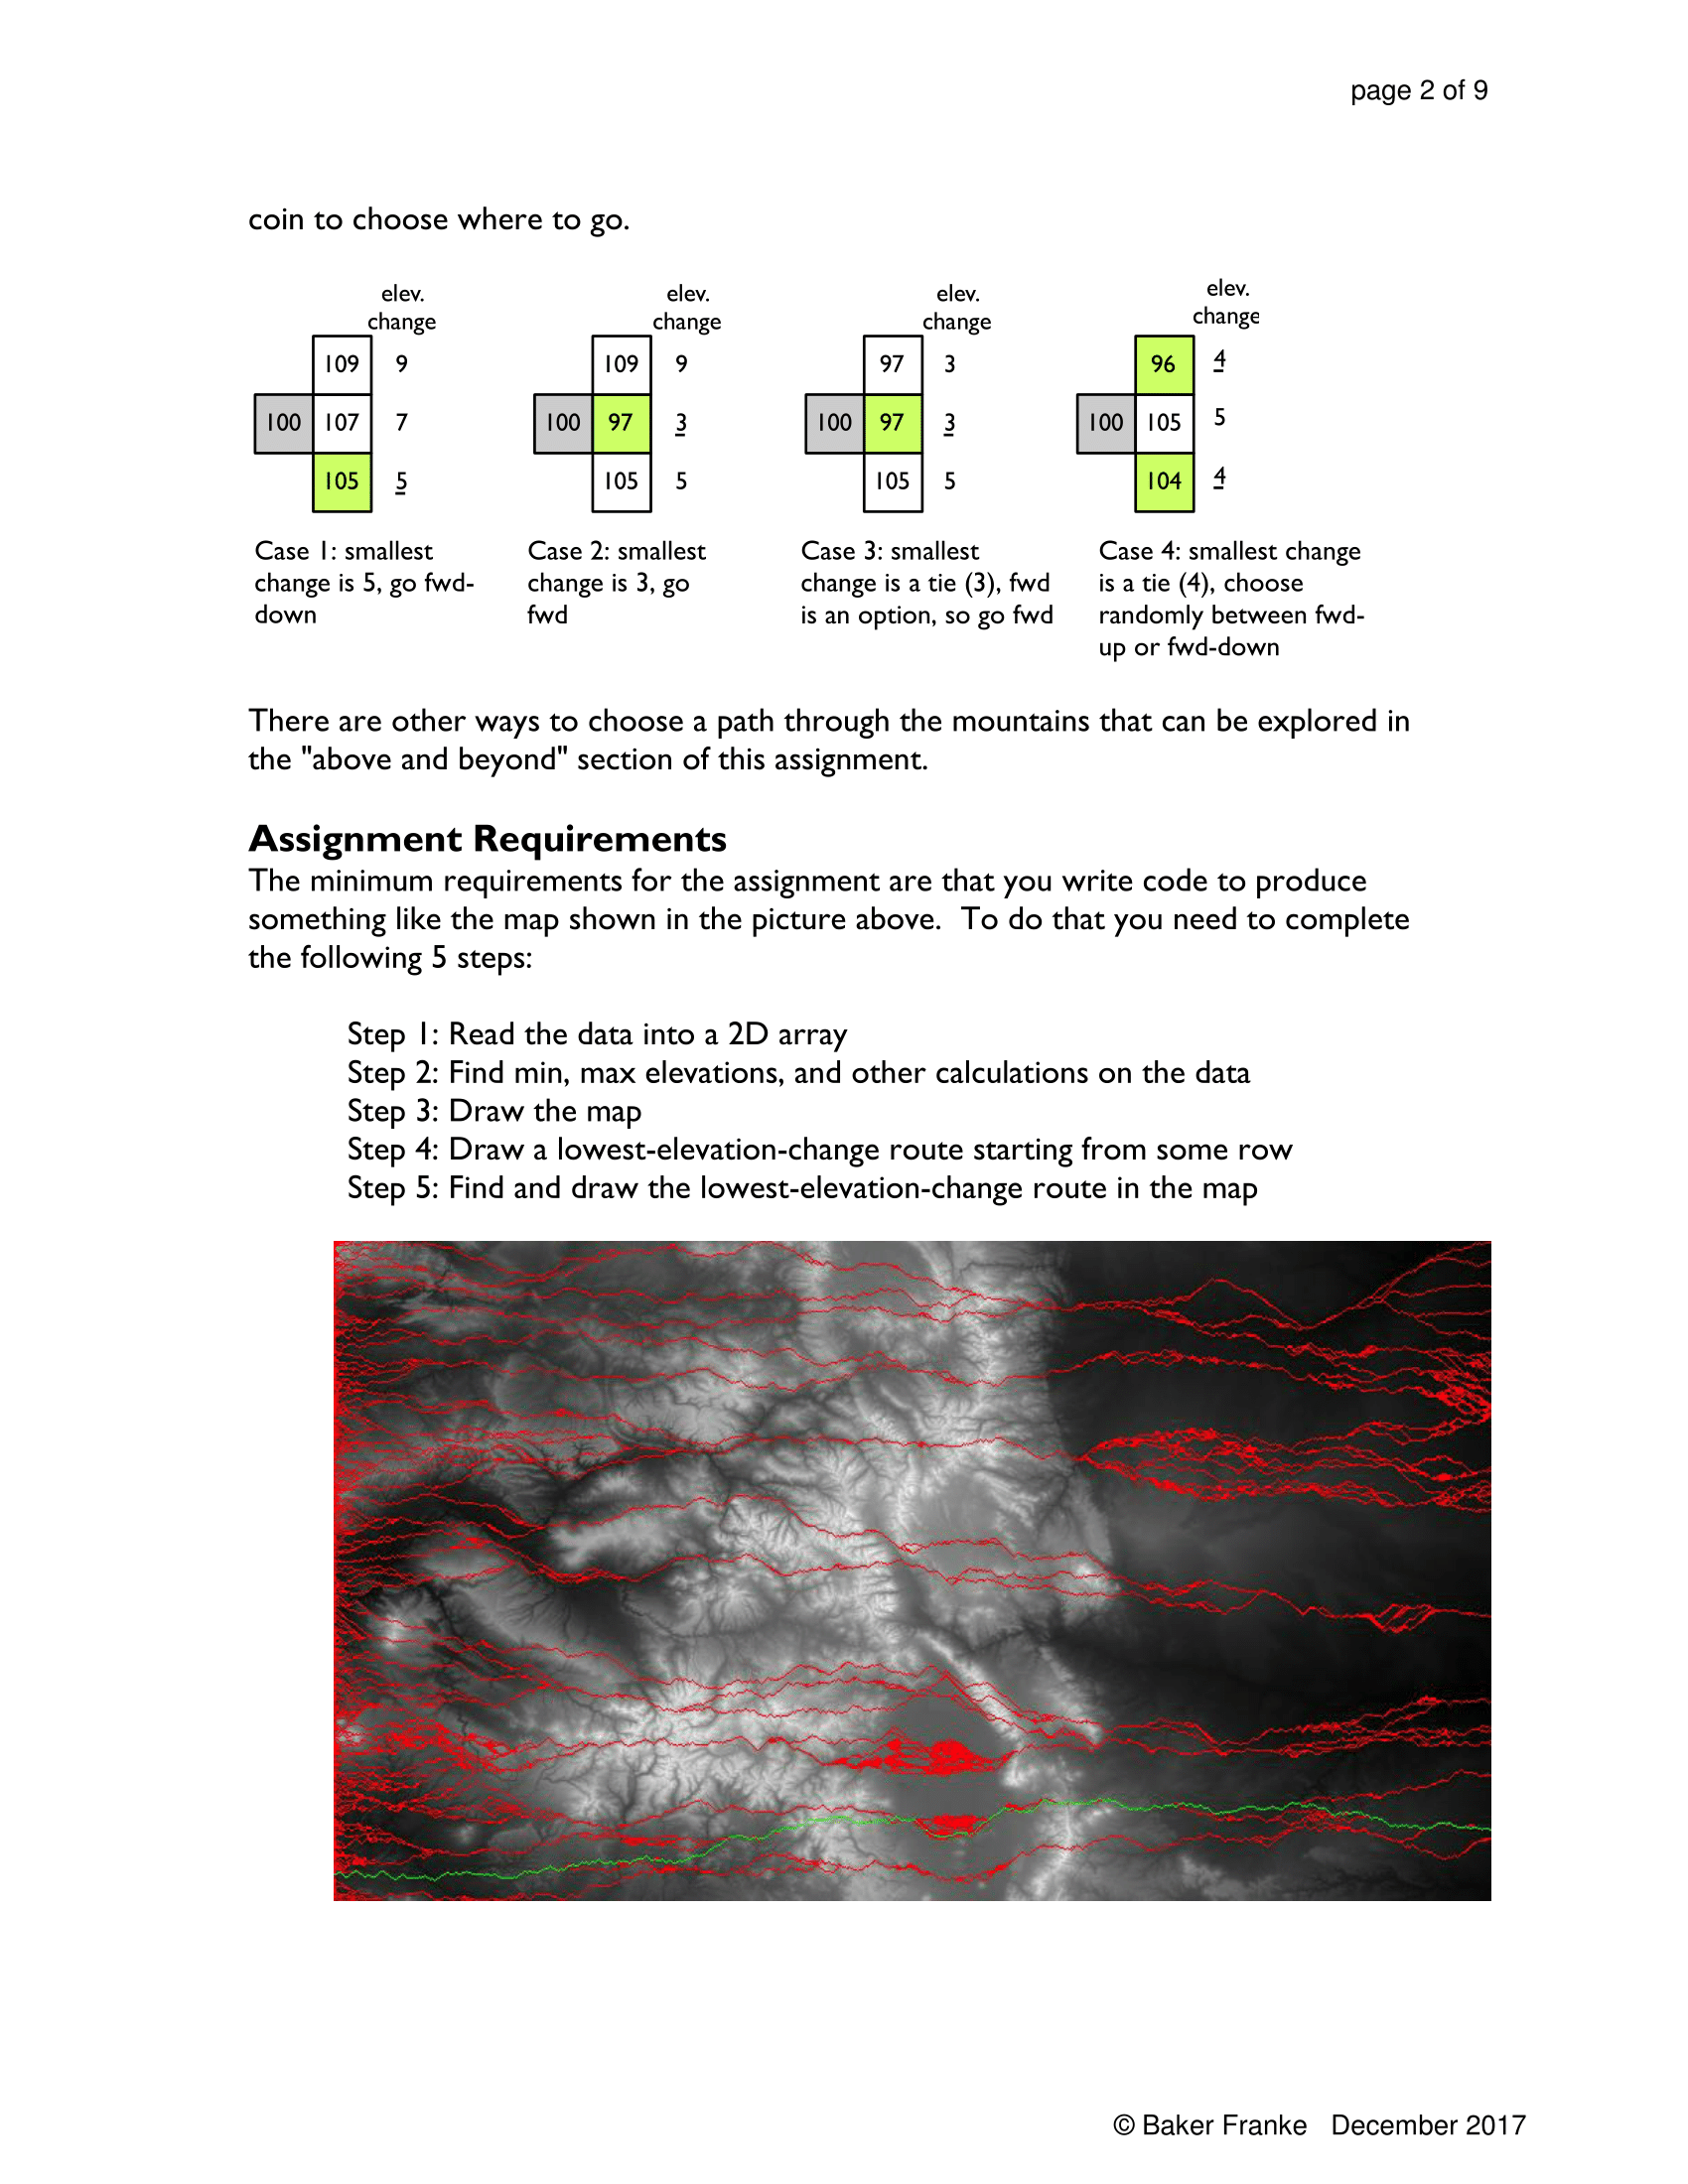 page 2 of 9
coin to choose where to go.
elev.
change
109 9
100 107 7
105 5
Case 1: smallest
change is 5, go fwd-
down
elev.
change
109 9
100 97 3
105 5
Case 2: smallest
change is 3, go
fwd
elev.
change
97 3
100 97 3
105 5
Case 3: smallest
change is a tie (3), fwd
is an option, so go fwd
elev.
change
96 4
100 105 5
104 4
Case 4: smallest change
is a tie (4), choose
randomly between fwd-
up or fwd-down
There are other ways to choose a path through the mountains that can be explored in
the "above and beyond" section of this assignment.
Assignment Requirements
The minimum requirements for the assignment are that you write code to produce
something like the map shown in the picture above.  To do that you need to complete
the following 5 steps:
Step 1: Read the data into a 2D array
Step 2: Find min, max elevations, and other calculations on the data
Step 3: Draw the map
Step 4: Draw a lowest-elevation-change route starting from some row
Step 5: Find and draw the lowest-elevation-change route in the map
© Baker Franke   December 2017